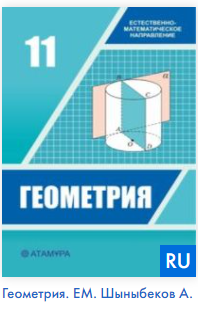 11
ЕСТЕСТВЕННО-
МАТЕМАТИЧЕСКОЕ
НАПРАВЛЕНИЕ
ГЕОМЕТРИЯ
АТАМҰРА
RU
Геометрия. ЕМ. Шыныбеков А.